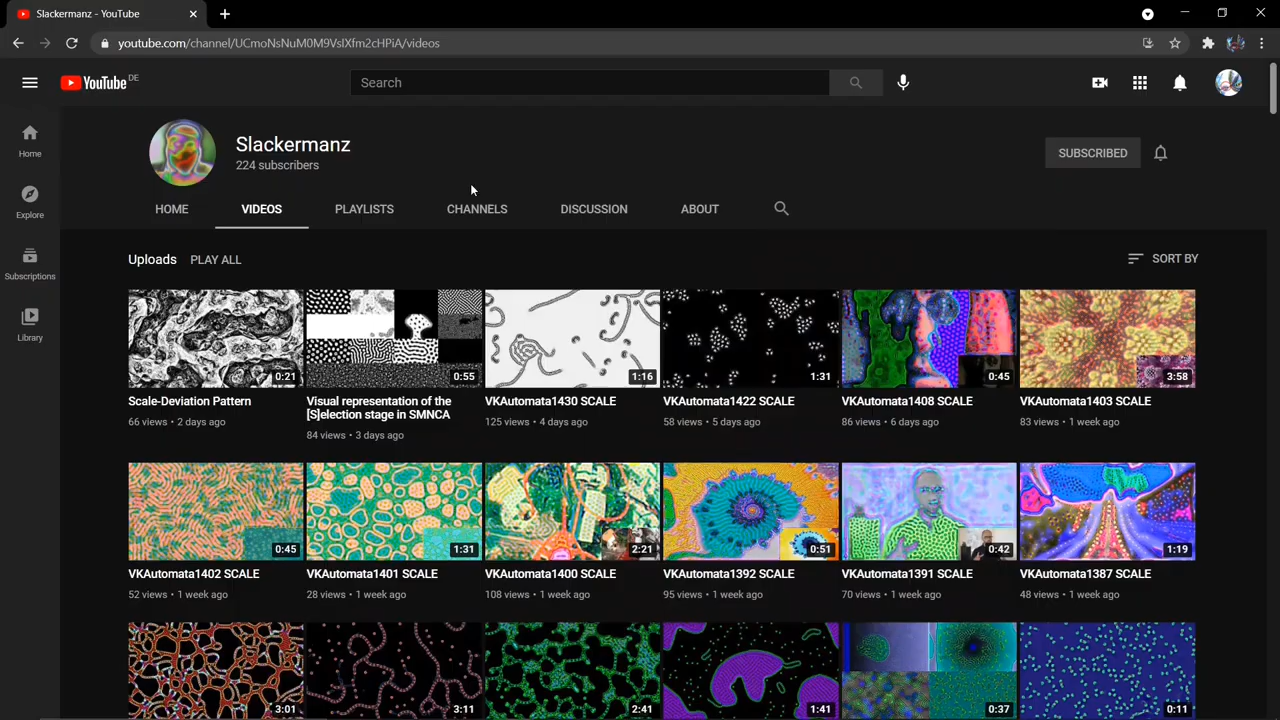 Slackermanz - YouTube
youtube.com/channel/UCmoNsNuM0M9VsIXfm2cHPiA/videos
YouTube DE
Search
Home
Explore
Subscriptions
Library
Slackermanz
224 subscribers
SUBSCRIBED
HOME VIDEOS PLAYLISTS CHANNELS DISCUSSION ABOUT
Uploads PLAY ALL
SORT BY
0:21 0:55 1:16 1:31 0:45 3:58
Scale-Deviation Pattern
66 views • 2 days ago
Visual representation of the
[S]election stage in SMNCA
84 views • 3 days ago
VKAutomata1430 SCALE
125 views • 4 days ago
VKAutomata1422 SCALE
58 views • 5 days ago
VKAutomata1408 SCALE
86 views • 6 days ago
VKAutomata1403 SCALE
83 views • 1 week ago
0:45 1:31 2:21 0:51 0:42 1:19
VKAutomata1402 SCALE
52 views • 1 week ago
VKAutomata1401 SCALE
28 views • 1 week ago
VKAutomata1400 SCALE
108 views • 1 week ago
VKAutomata1392 SCALE
95 views • 1 week ago
VKAutomata1391 SCALE
70 views • 1 week ago
VKAutomata1387 SCALE
48 views • 1 week ago
3:01 3:11 2:41 1:41 0:37 0:11